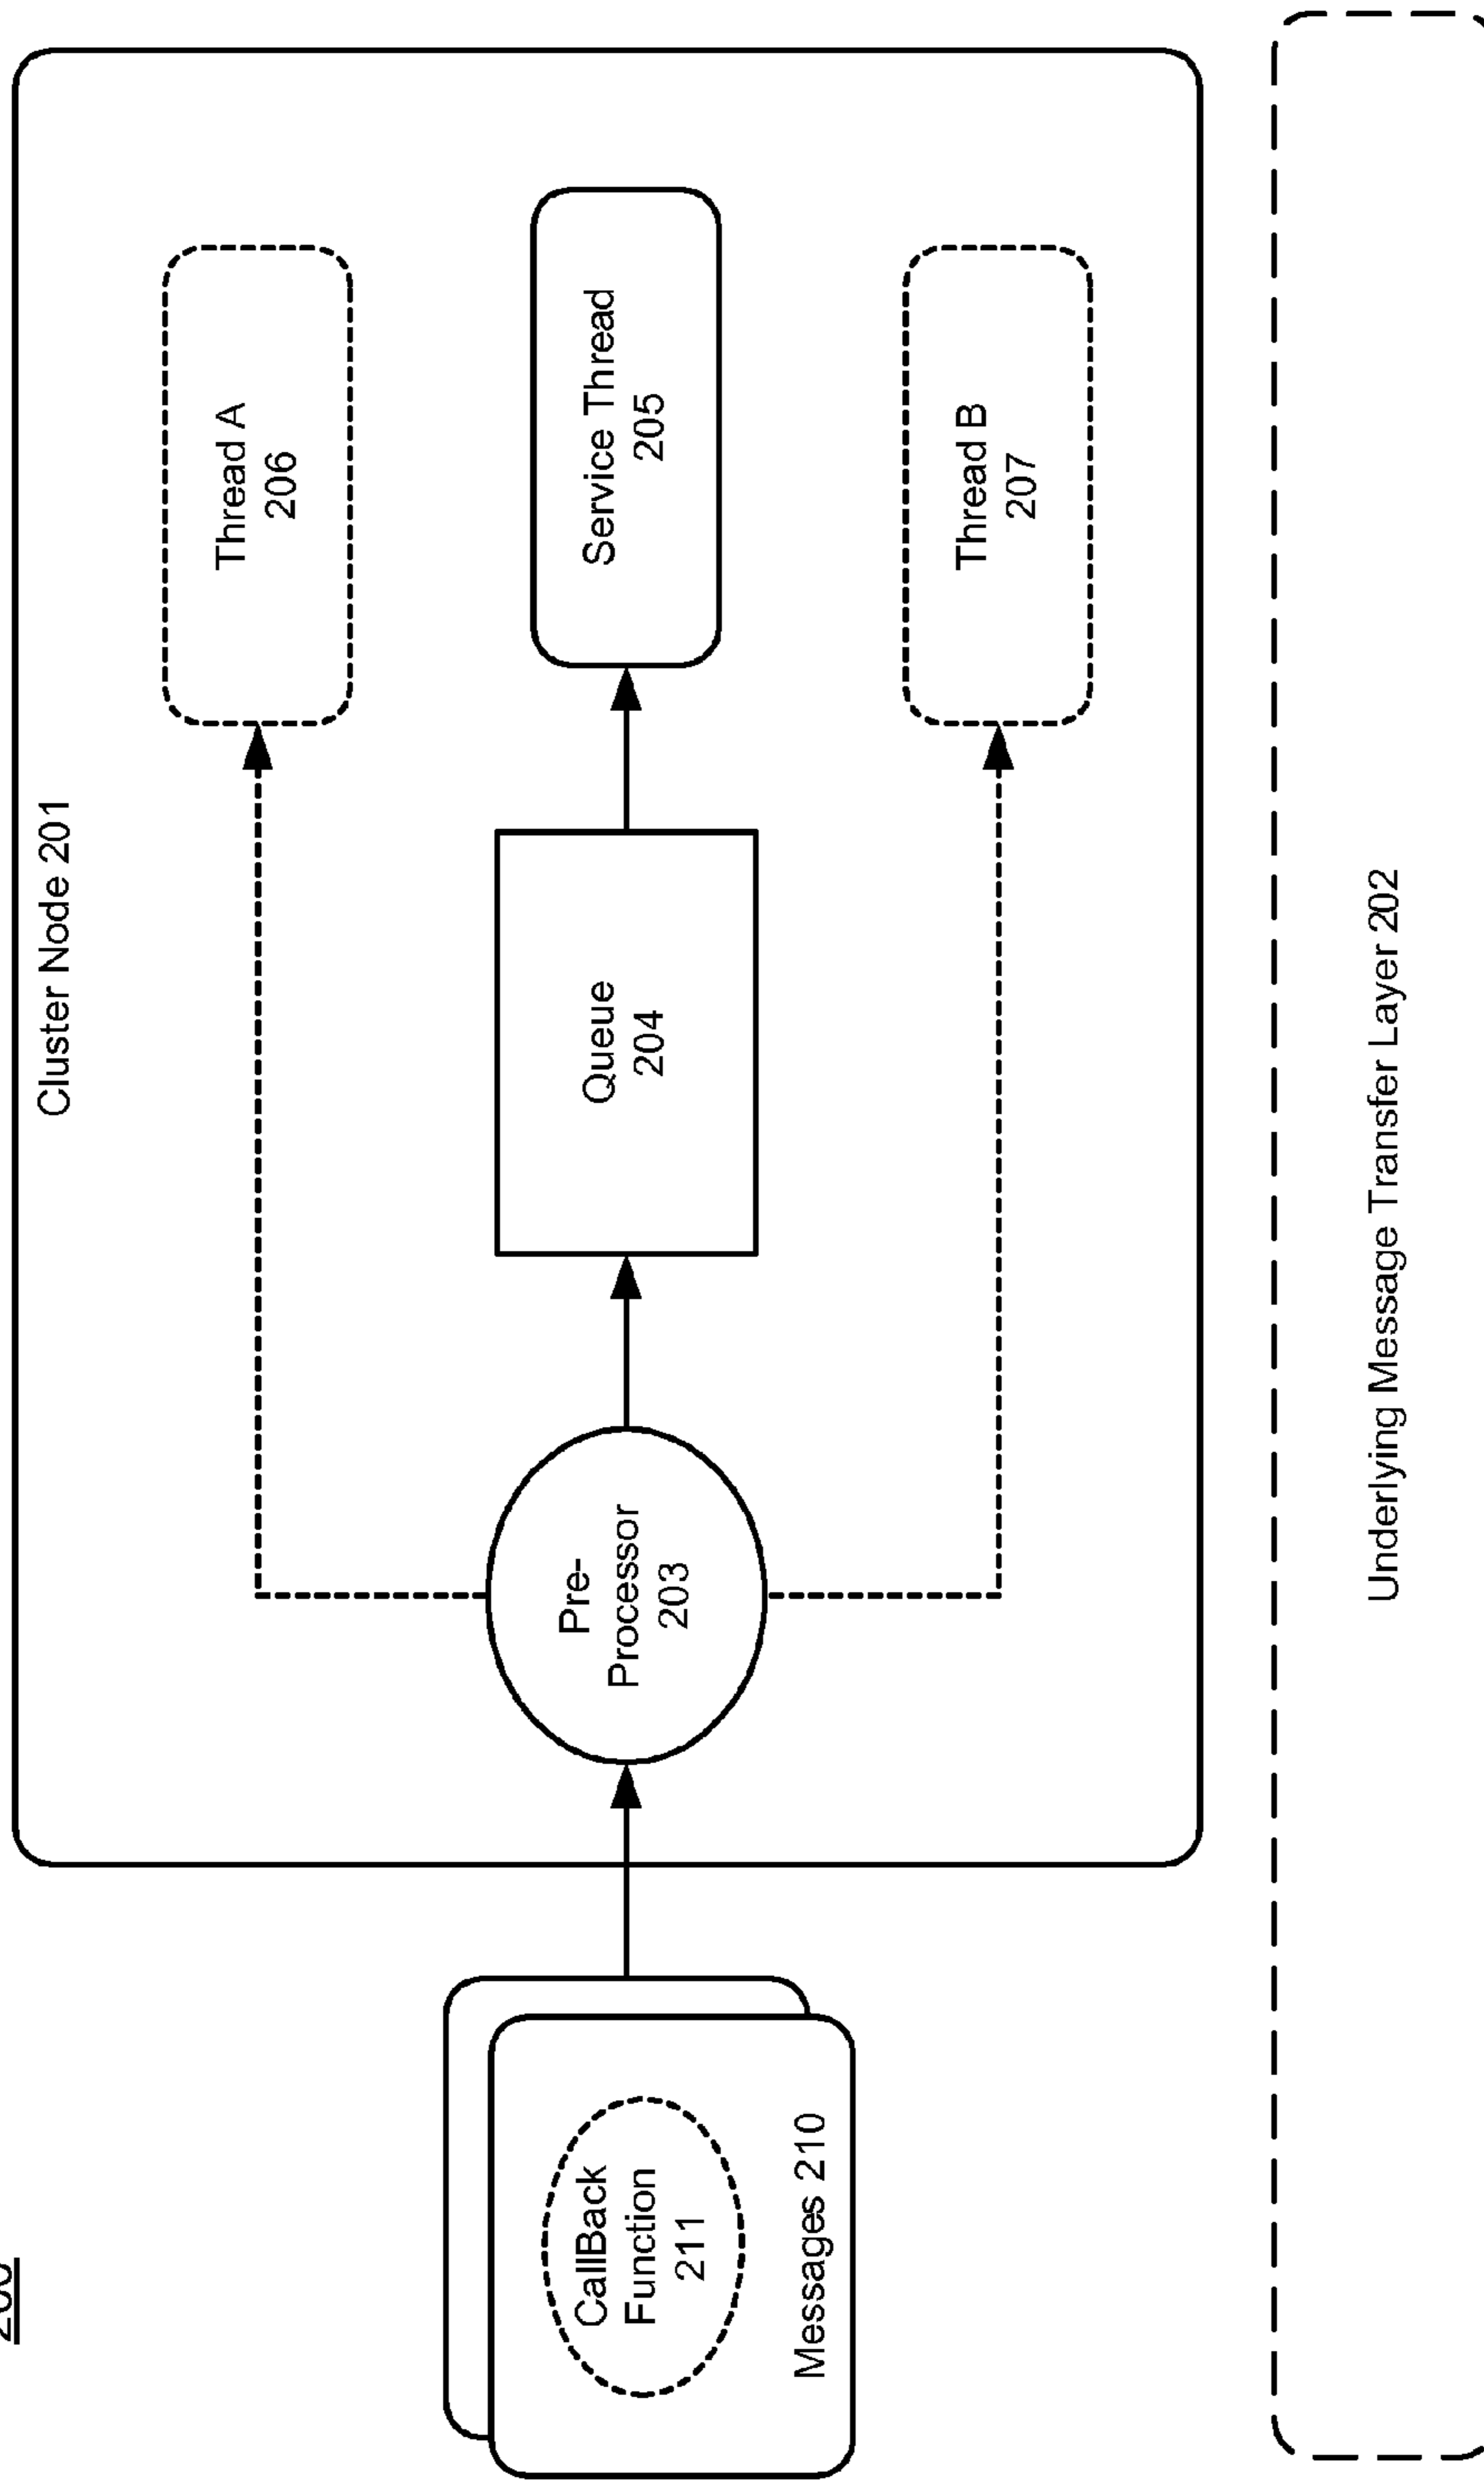 Cluster Node 201
Thread A
206
CallBack
Function
211
Messages 210
Pre-
Processor
203
Queue
204
Service Thread
205
Thread B
207
Underlying Message Transfer Layer 202